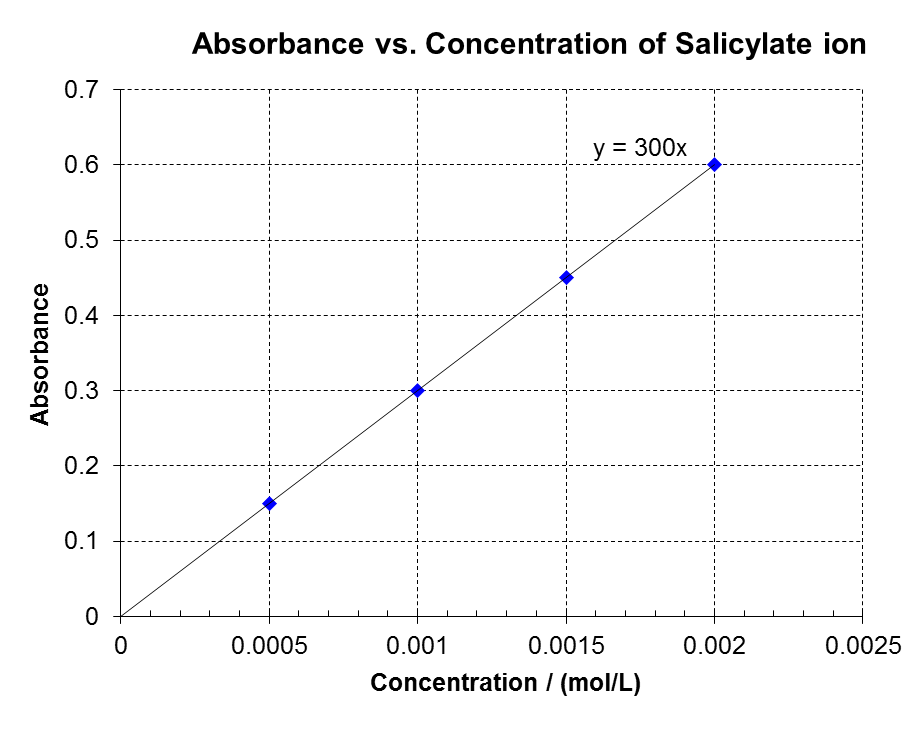 Absorbance vs. Concentration of Salicylate ion
0.7
0.6
0.5
0.4
0.3
0.2
0.1
0
y = 300x
Absorbance
0 0.0005 0.001 0.0015 0.002 0.0025
Concentration / (mol/L)